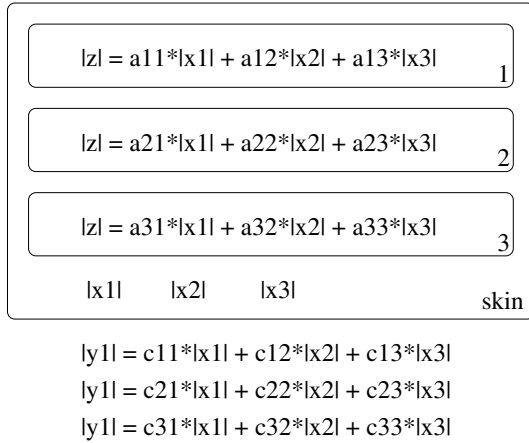 |z| = a11*|x1| + a12*|x2| + a13*|x3|
1
|z| = a21*|x1| + a22*|x2| + a23*|x3|
2
|z| = a31*|x1| + a32*|x2| + a33*|x3|
3
|x1| |x2| |x3|
skin
|y1| = c11*|x1| + c12*|x2| + c13*|x3|
|y1| = c21*|x1| + c22*|x2| + c23*|x3|
|y1| = c31*|x1| + c32*|x2| + c33*|x3|